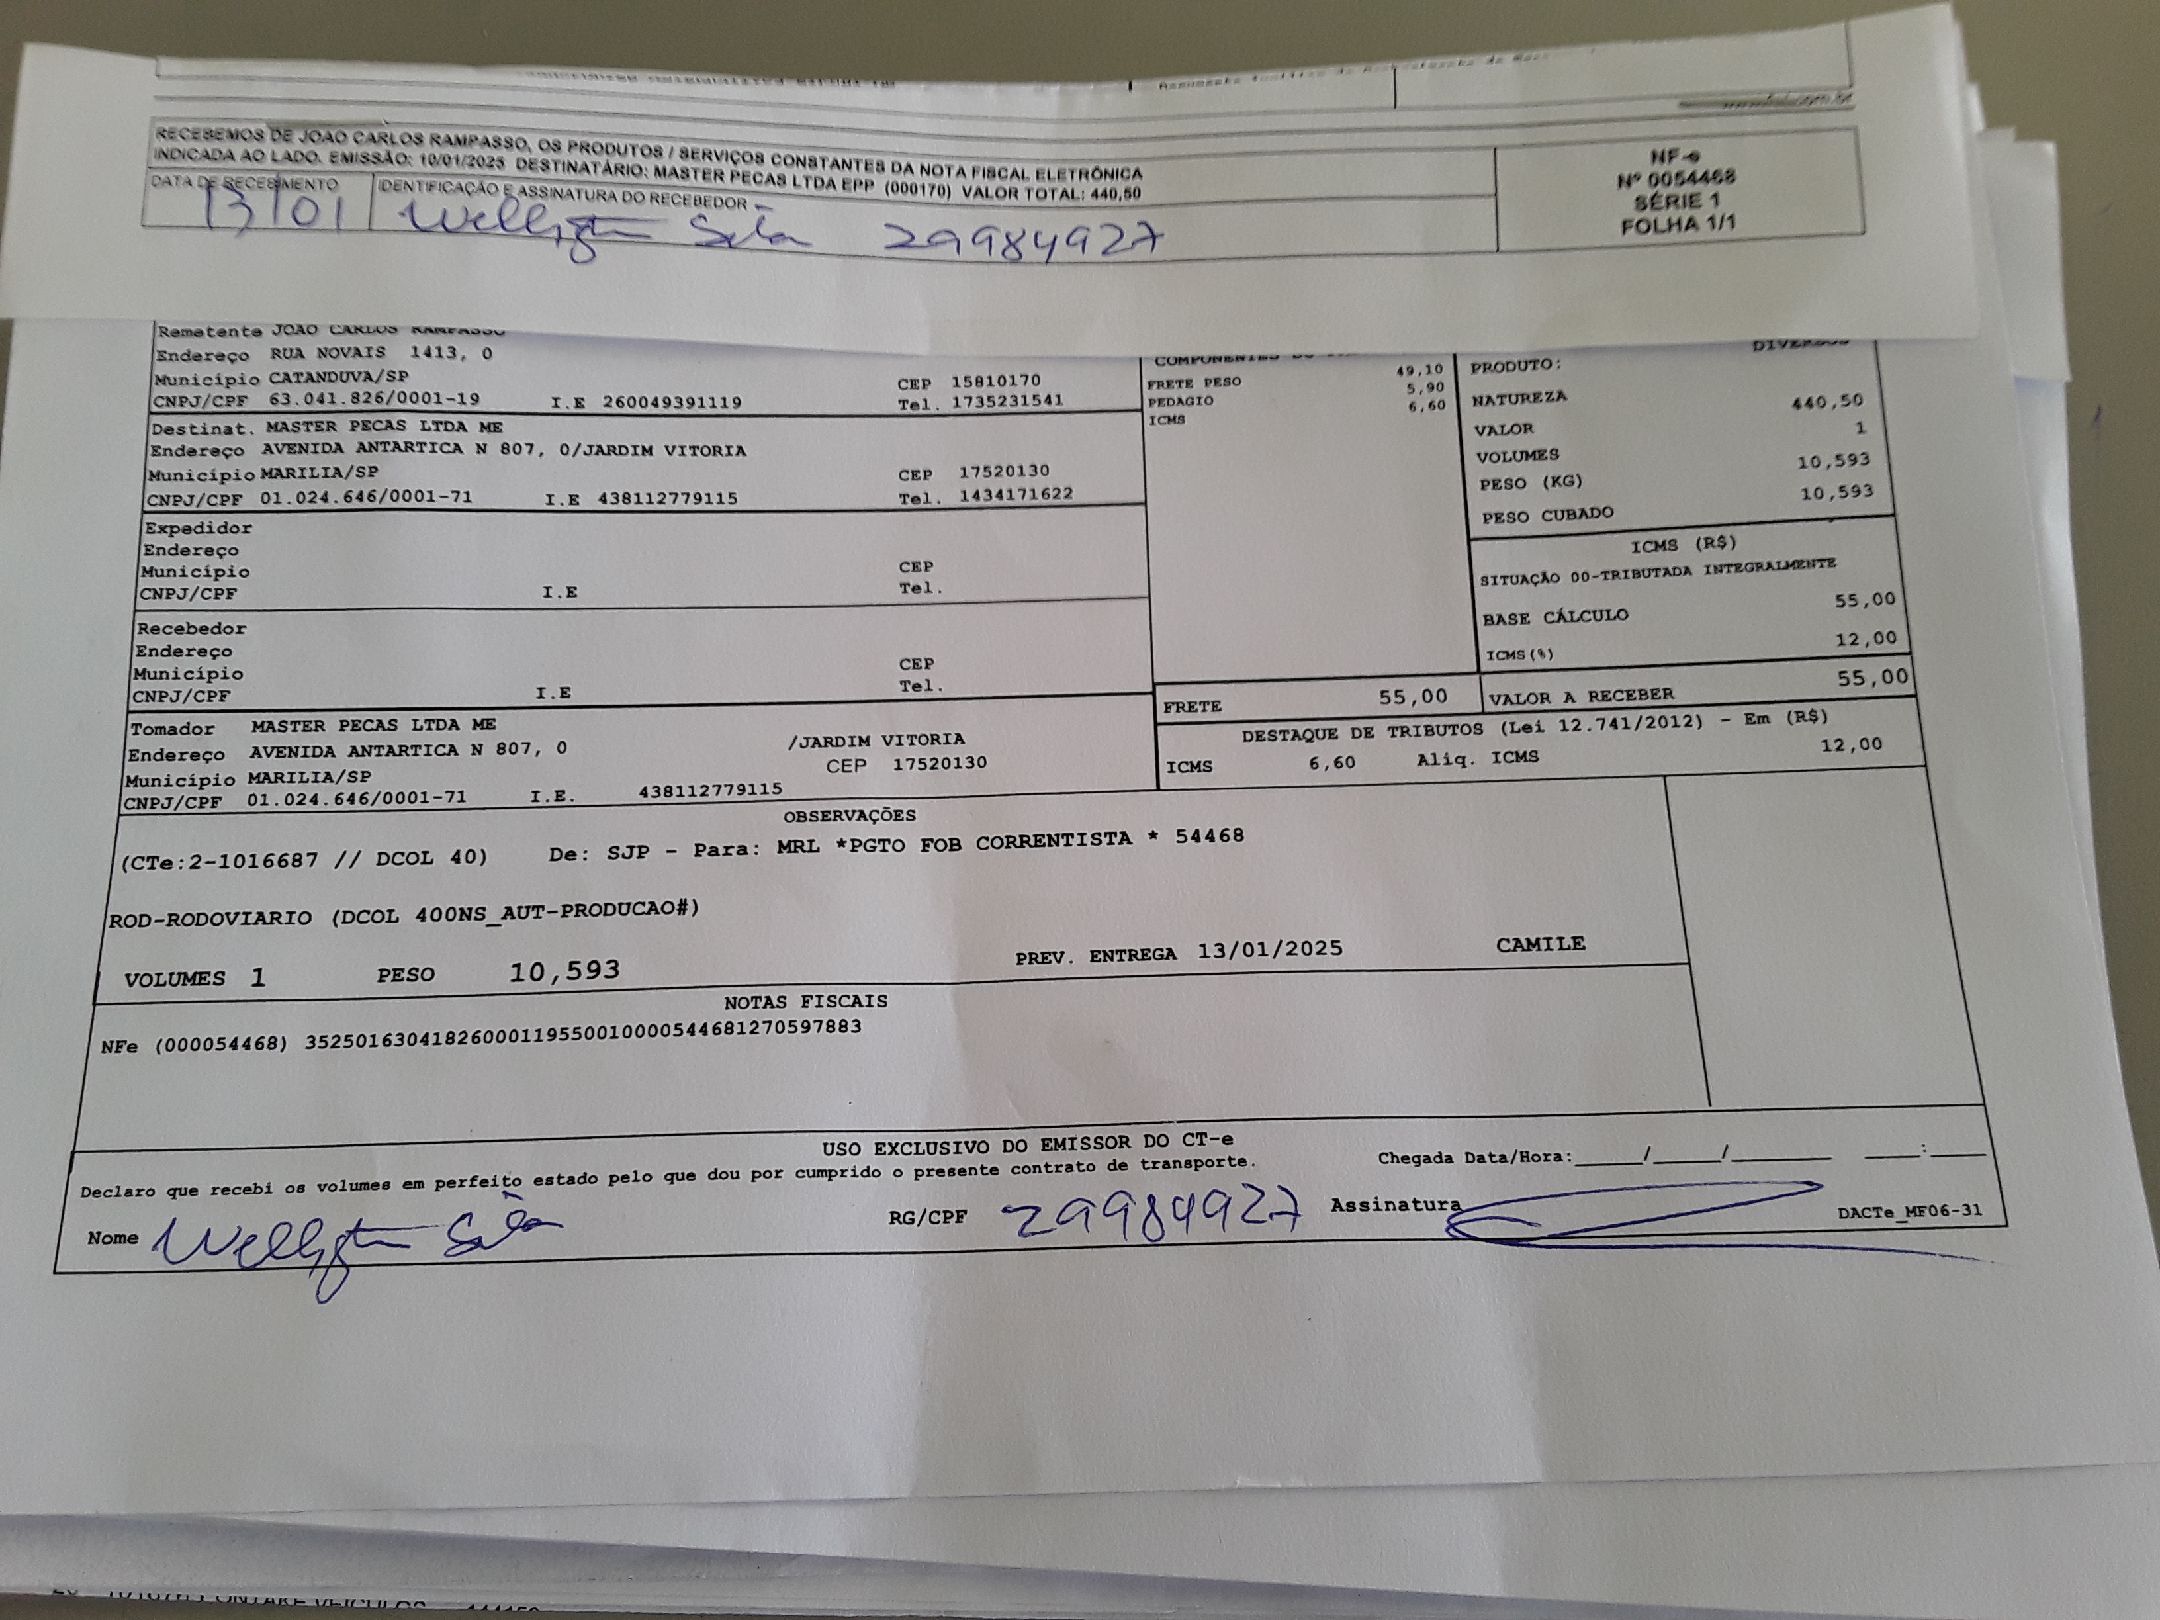 RECEBEMOS DE JOAO CARLOS RAMPASSO, OS PRODUTOS / SERVIÇOS CONSTANTES DA NOTA FISCAL ELETRÔNICA
INDICADA AO LADO. EMISSÃO: 10/01/2025 DESTINATÁRIO: MASTER PECAS LTDA EPP (000170) VALOR TOTAL: 440,50
DATA DE RECEBIMENTO
IDENTIFICAÇÃO E ASSINATURA DO RECEBEDOR
13/01 Wellington Silva 29984927
NF-e
Nº 0054468
SÉRIE 1
FOLHA 1/1
Remetente JOAO CARLOS RAMPASSO
Endereço RUA NOVAIS 1413, 0
Município CATANDUVA/SP CEP 15810170
CNPJ/CPF 63.041.826/0001-19 I.E 260049391119 Tel. 1735231541
Destinat. MASTER PECAS LTDA ME
Endereço AVENIDA ANTARTICA N 807, 0/JARDIM VITORIA
Município MARILIA/SP CEP 17520130
CNPJ/CPF 01.024.646/0001-71 I.E 438112779115 Tel. 1434171622
Expedidor
Endereço
Município CEP
CNPJ/CPF I.E Tel.
Recebedor
Endereço
Município CEP
CNPJ/CPF I.E Tel.
Tomador MASTER PECAS LTDA ME
Endereço AVENIDA ANTARTICA N 807, 0 /JARDIM VITORIA
Município MARILIA/SP CEP 17520130
CNPJ/CPF 01.024.646/0001-71 I.E. 438112779115
COMPONENTES
FRETE PESO 49,10
PEDAGIO 5,90
ICMS 6,60
FRETE 55,00
DIVERSOS
PRODUTO:
NATUREZA
VALOR 440,50
VOLUMES 1
PESO (KG) 10,593
PESO CUBADO 10,593
ICMS (R$)
SITUAÇÃO 00-TRIBUTADA INTEGRALMENTE
BASE CÁLCULO 55,00
ICMS(%) 12,00
VALOR A RECEBER 55,00
DESTAQUE DE TRIBUTOS (Lei 12.741/2012) - Em (R$)
ICMS 6,60 Aliq. ICMS 12,00
OBSERVAÇÕES
(CTe:2-1016687 // DCOL 40) De: SJP - Para: MRL *PGTO FOB CORRENTISTA * 54468
ROD-RODOVIARIO (DCOL 400NS_AUT-PRODUCAO#)
VOLUMES 1 PESO 10,593 PREV. ENTREGA 13/01/2025 CAMILE
NOTAS FISCAIS
NFe (000054468) 35250163041826000119550010000544681270597883
USO EXCLUSIVO DO EMISSOR DO CT-e
Declaro que recebi os volumes em perfeito estado pelo que dou por cumprido o presente contrato de transporte.
Chegada Data/Hora:____/____/______ ____:____
Nome Wellington Silva RG/CPF 29984927 Assinatura
DACTe_MF06-31